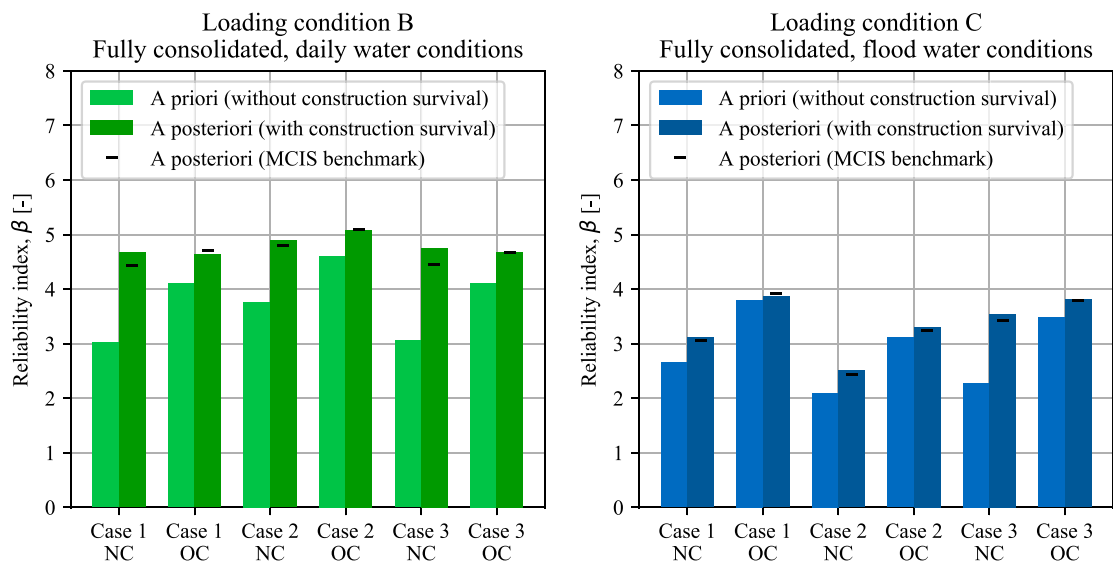 Loading condition B
Fully consolidated, daily water conditions
8
7
6
5
4
3
2
1
0
Reliability index, β [-]
A priori (without construction survival)
A posteriori (with construction survival)
A posteriori (MCIS benchmark)
Case 1 Case 1 Case 2 Case 2 Case 3 Case 3
NC OC NC OC NC OC
Loading condition C
Fully consolidated, flood water conditions
8
7
6
5
4
3
2
1
0
Reliability index, β [-]
A priori (without construction survival)
A posteriori (with construction survival)
A posteriori (MCIS benchmark)
Case 1 Case 1 Case 2 Case 2 Case 3 Case 3
NC OC NC OC NC OC